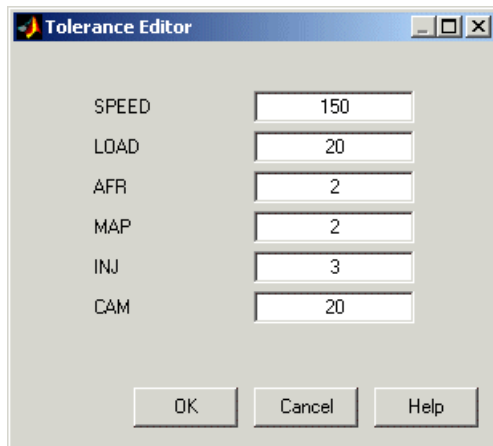 Tolerance Editor
SPEED 150
LOAD 20
AFR 2
MAP 2
INJ 3
CAM 20
OK Cancel Help